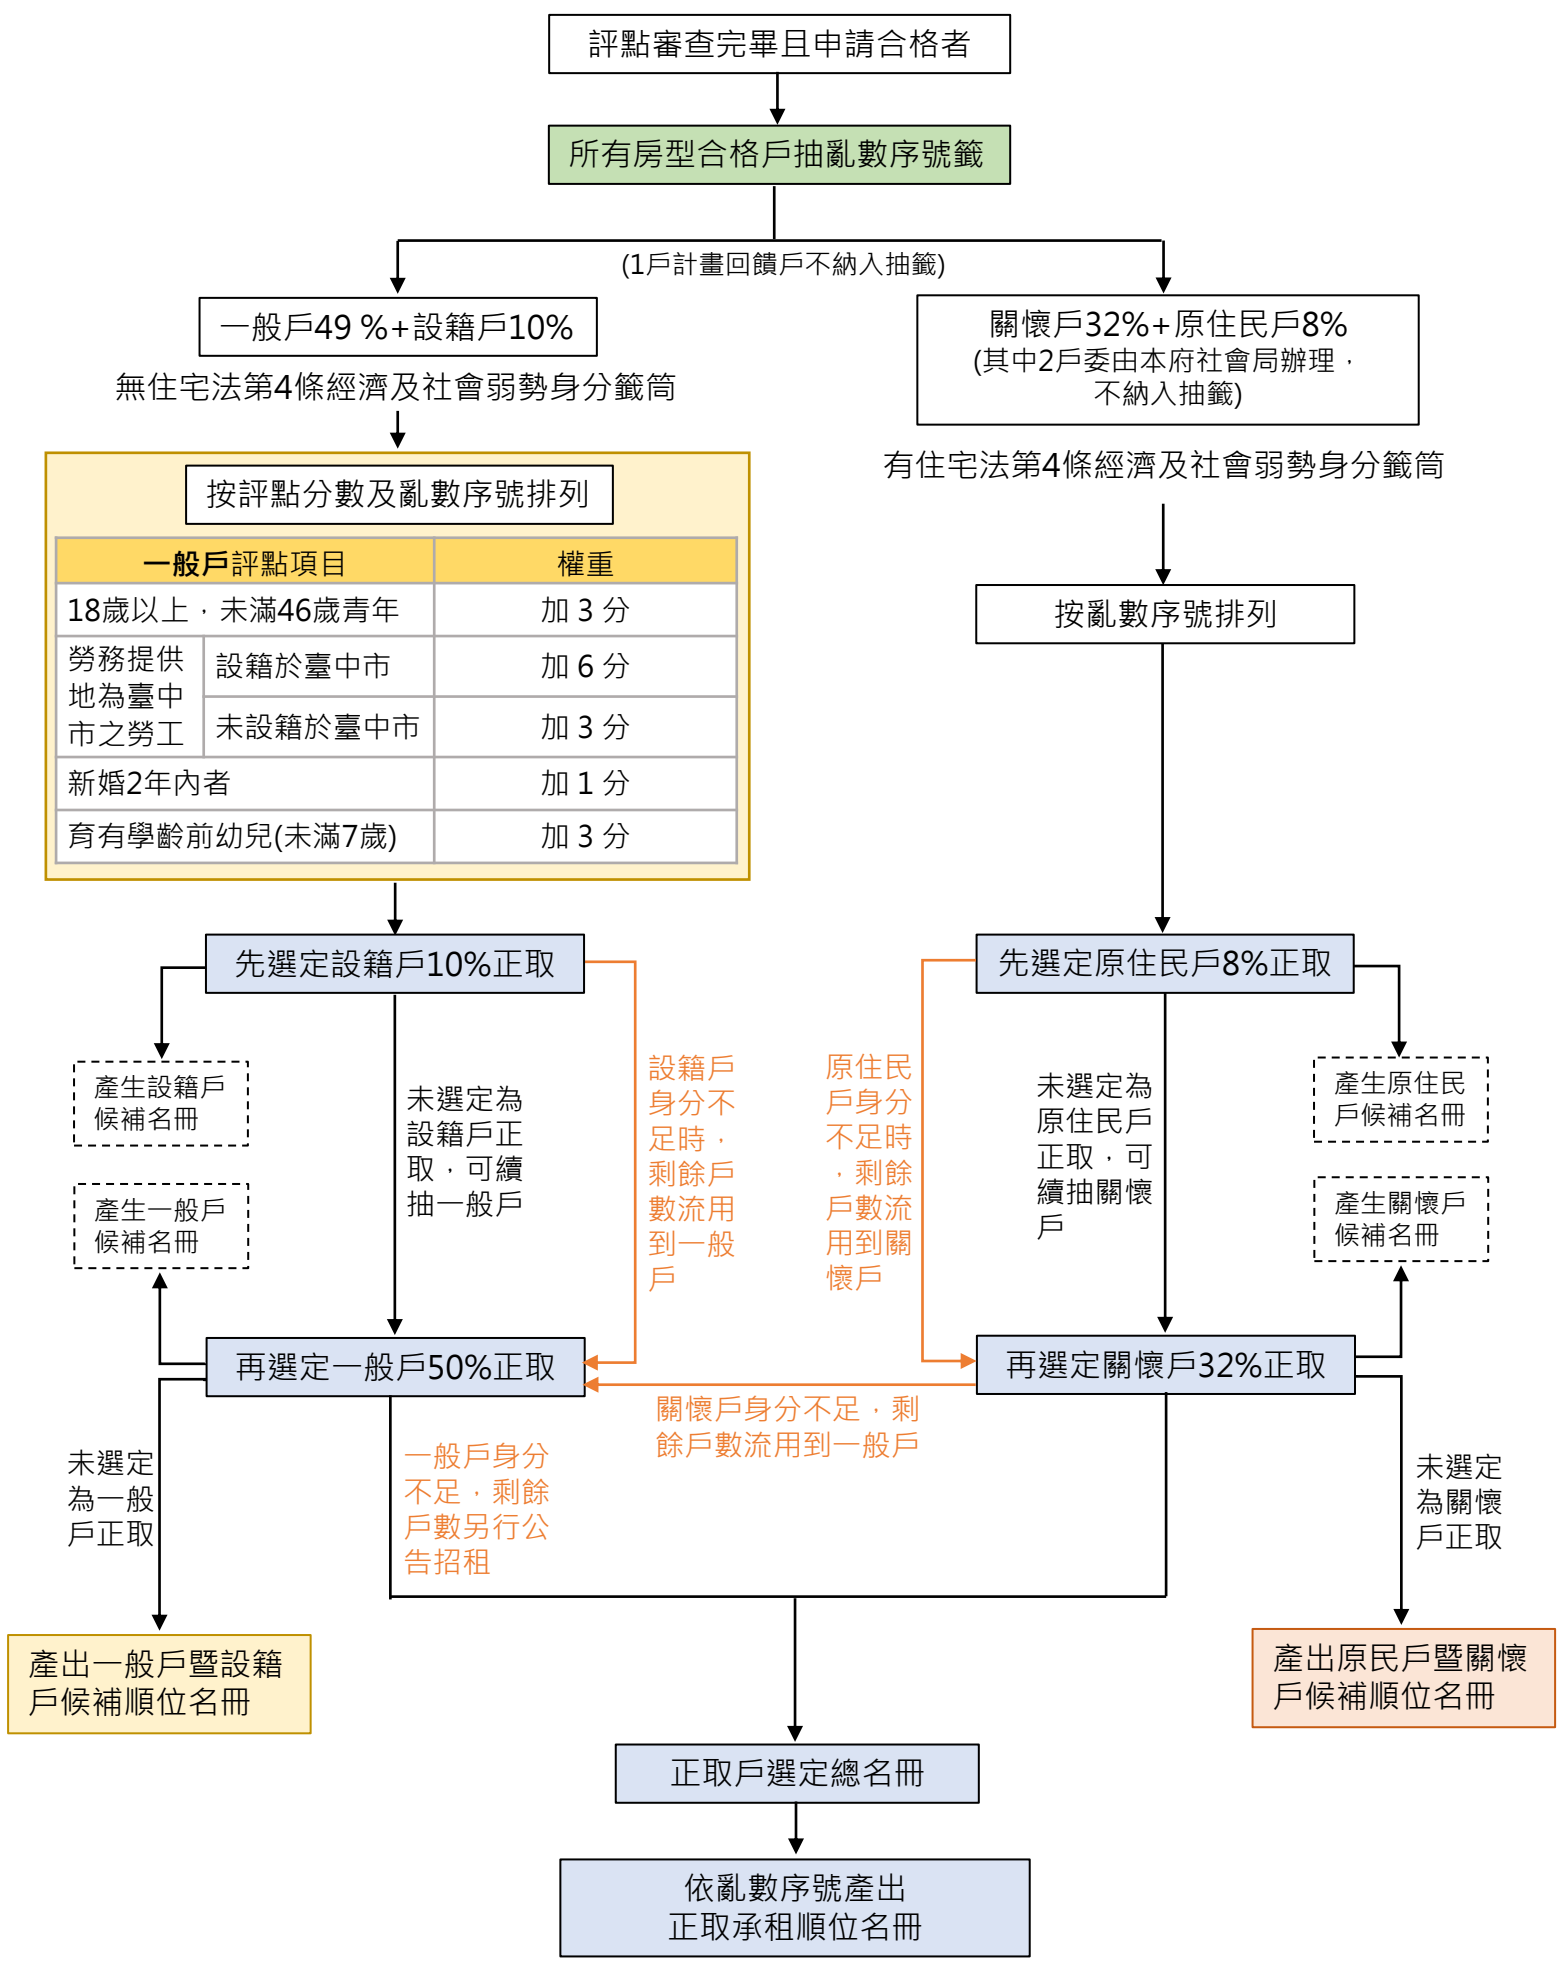 評點審查完畢且申請合格者
所有房型合格戶抽亂數序號籤
(1戶計畫回饋戶不納入抽籤)
一般戶49 %+設籍戶10%
無住宅法第4條經濟及社會弱勢身分籤筒
關懷戶32%+原住民戶8%
(其中2戶委由本府社會局辦理，
不納入抽籤)
有住宅法第4條經濟及社會弱勢身分籤筒
按評點分數及亂數序號排列
一般戶評點項目 權重
18歲以上，未滿46歲青年 加 3 分
勞務提供
地為臺中
市之勞工
設籍於臺中市 加 6 分
未設籍於臺中市 加 3 分
新婚2年內者 加 1 分
育有學齡前幼兒(未滿7歲) 加 3 分
按亂數序號排列
先選定設籍戶10%正取
先選定原住民戶8%正取
產生設籍戶
候補名冊
未選定為
設籍戶正
取，可續
抽一般戶
設籍戶
身分不
足時，
剩餘戶
數流用
到一般
戶
原住民
戶身分
不足時
，剩餘
戶數流
用到關
懷戶
未選定為
原住民戶
正取，可
續抽關懷
戶
產生原住民
戶候補名冊
產生一般戶
候補名冊
產生關懷戶
候補名冊
再選定一般戶50%正取
再選定關懷戶32%正取
關懷戶身分不足，剩
餘戶數流用到一般戶
未選定
為一般
戶正取
一般戶身分
不足，剩餘
戶數另行公
告招租
未選定
為關懷
戶正取
產出一般戶暨設籍
戶候補順位名冊
產出原民戶暨關懷
戶候補順位名冊
正取戶選定總名冊
依亂數序號產出
正取承租順位名冊